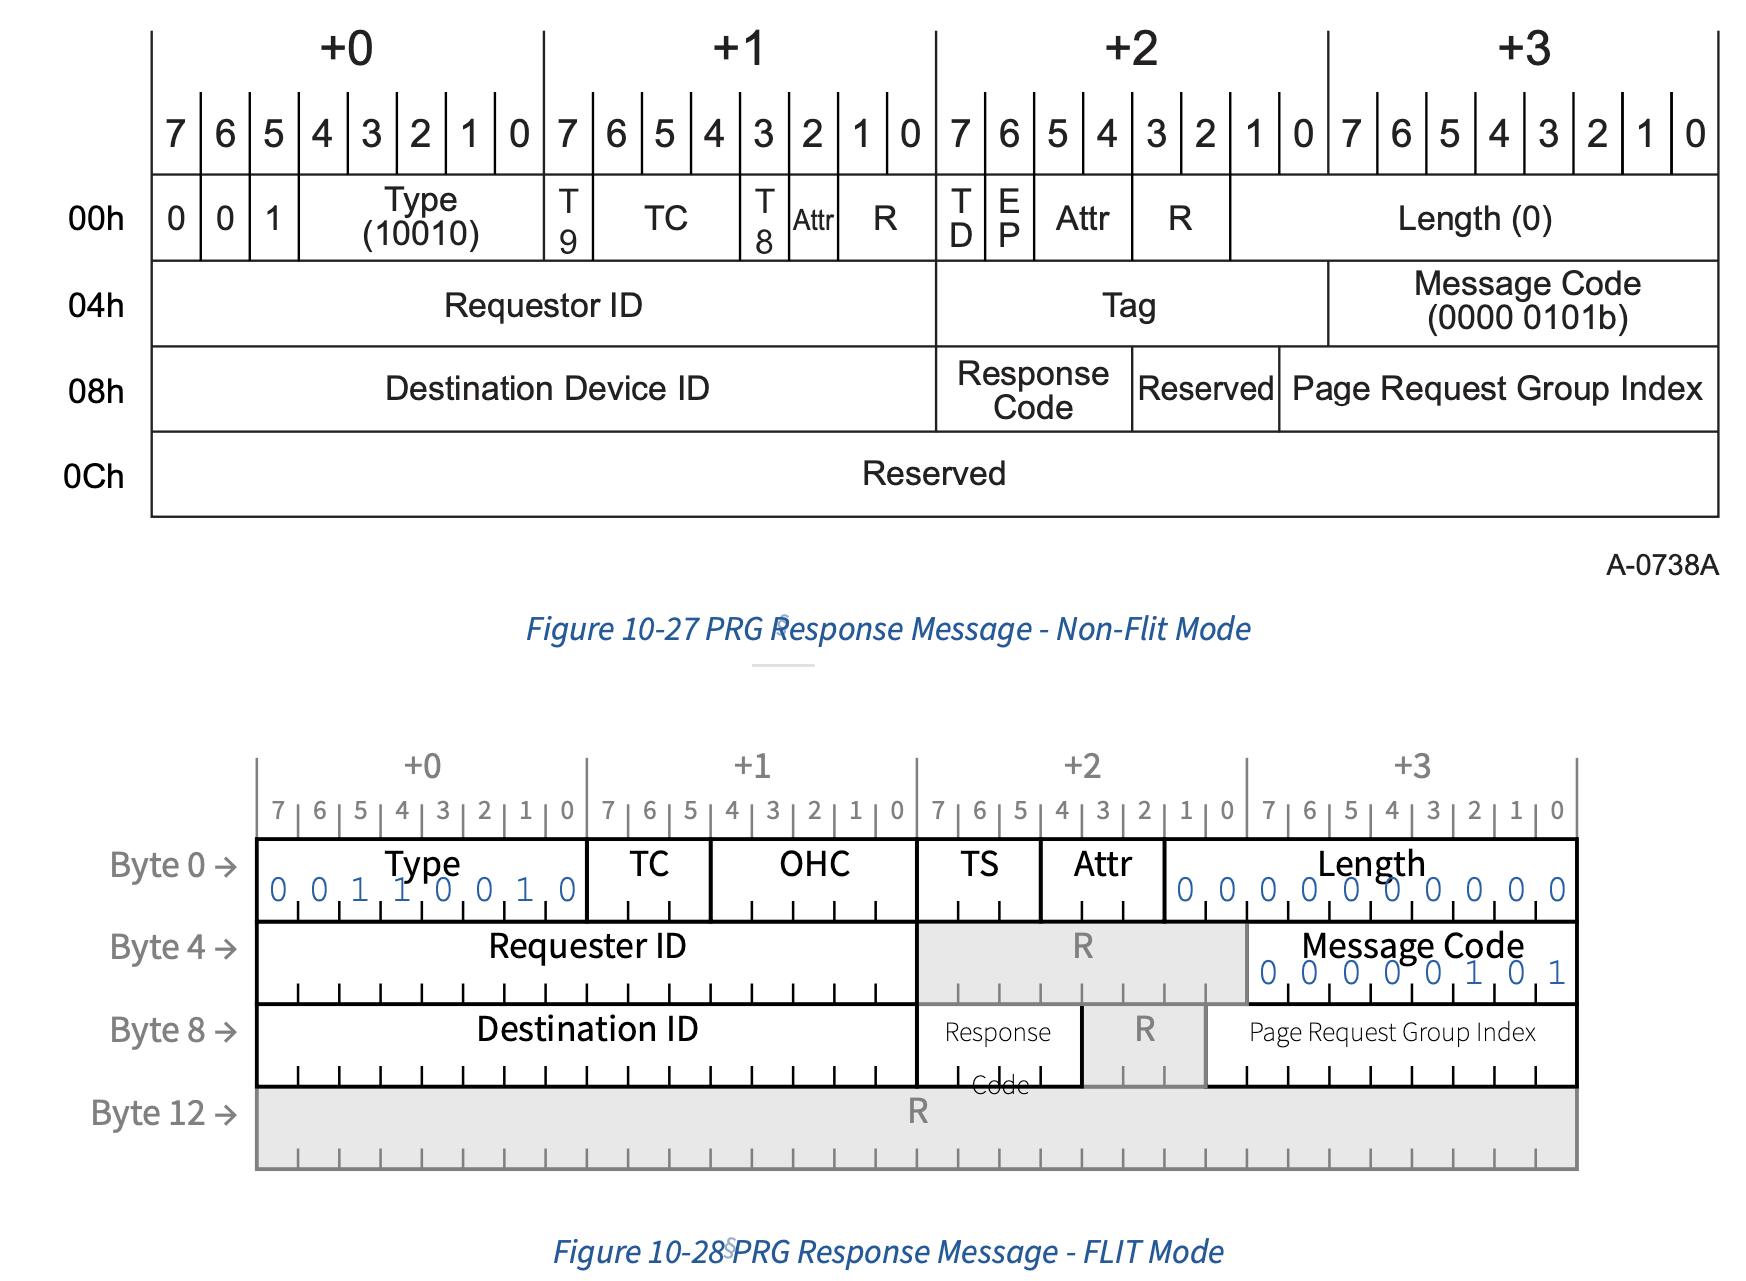 +0 +1 +2 +3
7 6 5 4 3 2 1 0 7 6 5 4 3 2 1 0 7 6 5 4 3 2 1 0 7 6 5 4 3 2 1 0
00h 0 0 1 Type (10010) T9 TC T8 Attr R TD EP Attr R Length (0)
04h Requestor ID Tag Message Code (0000 0101b)
08h Destination Device ID Response Code Reserved Page Request Group Index
0Ch Reserved
A-0738A
Figure 10-27 PRG § Response Message - Non-Flit Mode
+0 +1 +2 +3
7 6 5 4 3 2 1 0 7 6 5 4 3 2 1 0 7 6 5 4 3 2 1 0 7 6 5 4 3 2 1 0
Byte 0 → Type TC OHC TS Attr Length
0 0 1 1 0 0 1 0 0 0 0 0 0 0 0 0 0 0
Byte 4 → Requester ID R Message Code
0 0 0 0 0 1 0 1
Byte 8 → Destination ID Response Code R Page Request Group Index
Byte 12 → R
Figure 10-28 § PRG Response Message - FLIT Mode